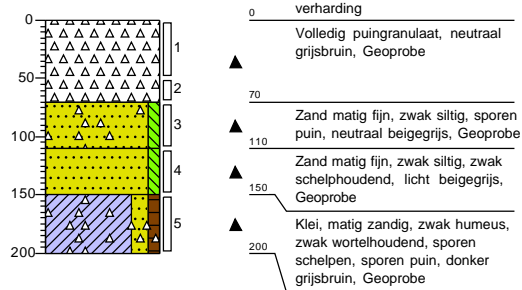 0
50
100
150
200
1
2
3
4
5
0
verharding
Volledig puingranulaat, neutraal
grijsbruin, Geoprobe
70
Zand matig fijn, zwak siltig, sporen
puin, neutraal beigegrijs, Geoprobe
110
Zand matig fijn, zwak siltig, zwak
schelphoudend, licht beigegrijs,
Geoprobe
150
Klei, matig zandig, zwak humeus,
zwak wortelhoudend, sporen
schelpen, sporen puin, donker
grijsbruin, Geoprobe
200